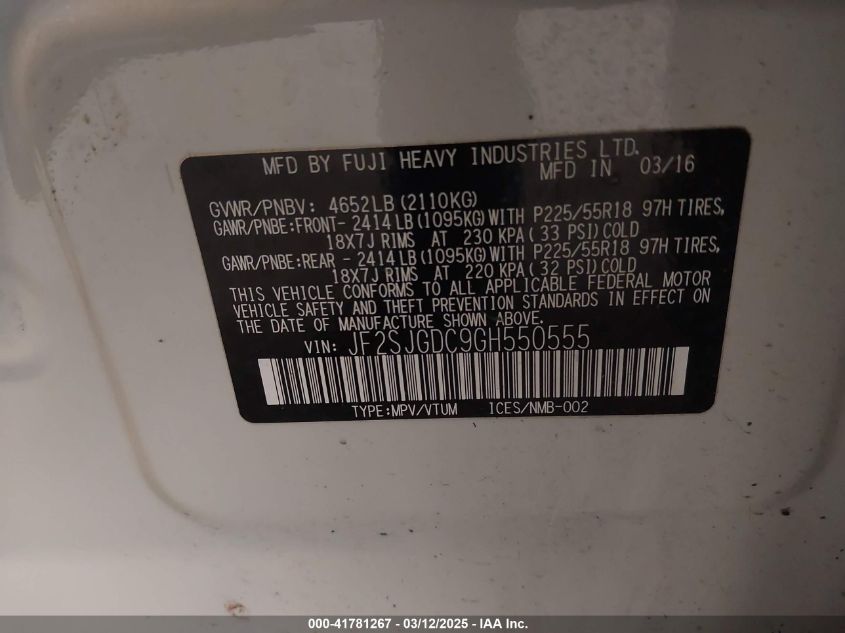 MFD BY FUJI HEAVY INDUSTRIES LTD.
MFD IN 03/16
GVWR/PNBV: 4652LB (2110KG)
GAWR/PNBE:FRONT- 2414LB (1095KG) WITH P225/55R18 97H TIRES,
18X7J RIMS AT 230 KPA ( 33 PSI) COLD
GAWR/PNBE:REAR - 2414LB (1095KG) WITH P225/55R18 97H TIRES,
18X7J RIMS AT 220 KPA ( 32 PSI) COLD
THIS VEHICLE CONFORMS TO ALL APPLICABLE FEDERAL MOTOR
VEHICLE SAFETY AND THEFT PREVENTION STANDARDS IN EFFECT ON
THE DATE OF MANUFACTURE SHOWN ABOVE.
VIN: JF2SJGDC9GH550555
TYPE:MPV/VTUM ICES/NMB-002
000-41781267 - 03/12/2025 - IAA Inc.